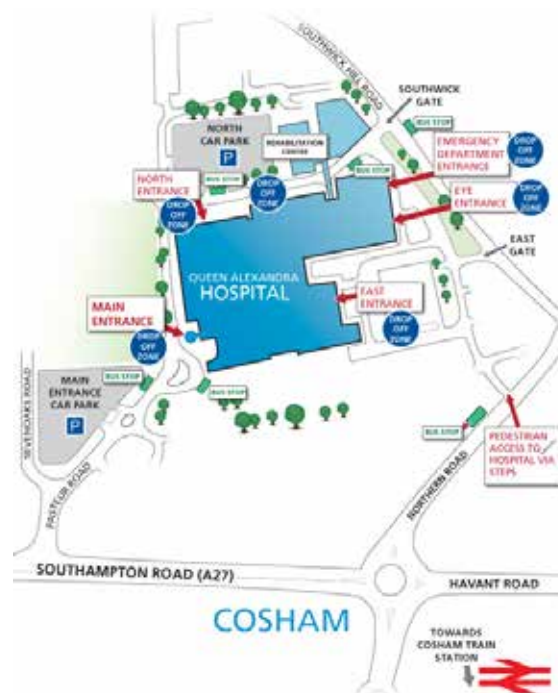 SOUTHWICK HILL ROAD
SOUTHWICK
GATE
BUS STOP
NORTH
CAR PARK
P
REHABILITATION
CENTRE
EMERGENCY
DEPARTMENT
ENTRANCE
DROP
OFF
ZONE
NORTH
ENTRANCE
BUS STOP
DROP
OFF
ZONE
BUS STOP
EYE
ENTRANCE
DROP
OFF
ZONE
DROP
OFF
ZONE
EAST
GATE
QUEEN ALEXANDRA
HOSPITAL
EAST
ENTRANCE
MAIN
ENTRANCE
DROP
OFF
ZONE
DROP
OFF
ZONE
SEVENOAKS ROAD
MAIN
ENTRANCE
CAR PARK
P
BUS STOP
BUS STOP
BUS STOP
PEDESTRIAN
ACCESS TO
HOSPITAL VIA
STEPS
PASTEUR ROAD
NORTHERN ROAD
SOUTHAMPTON ROAD (A27)
HAVANT ROAD
COSHAM
TOWARDS
COSHAM TRAIN
STATION